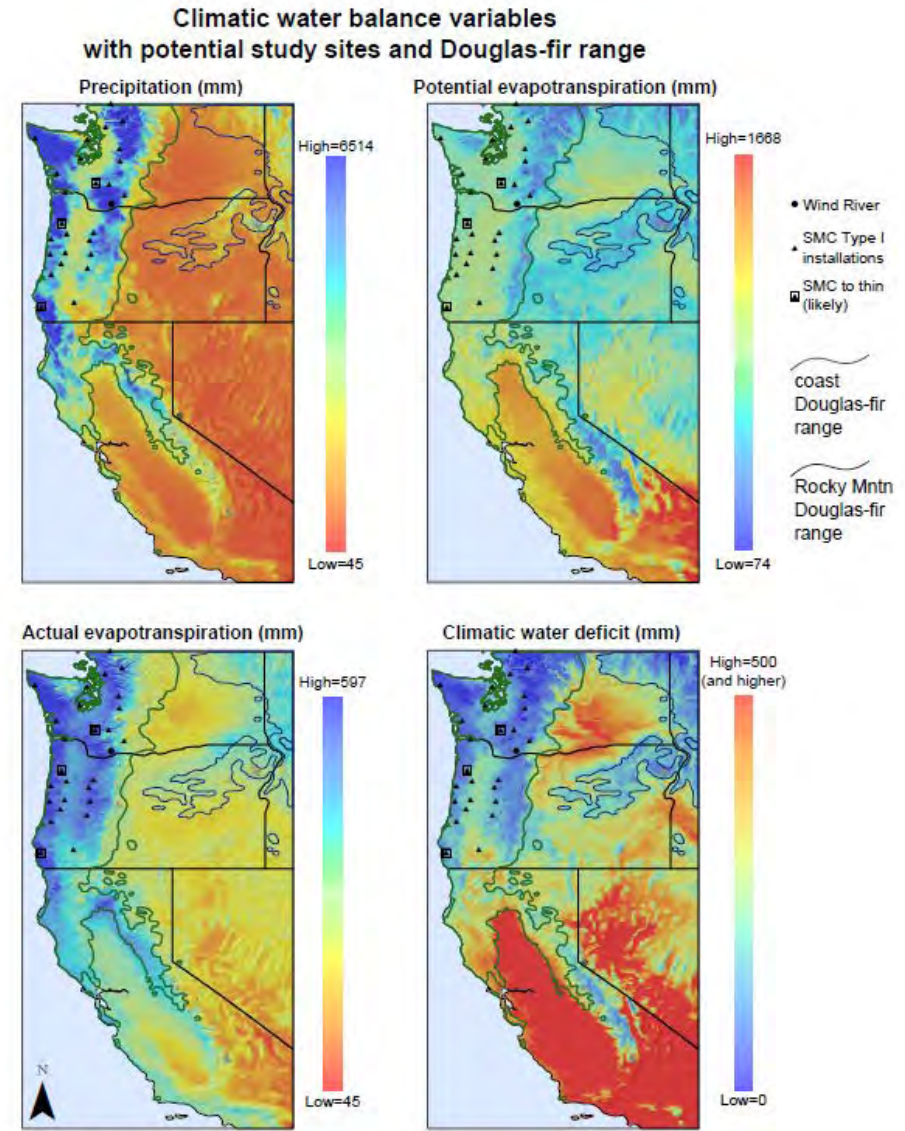 Climatic water balance variables
with potential study sites and Douglas-fir range
Precipitation (mm)
High=6514
Low=45
Potential evapotranspiration (mm)
High=1668
Low=74
Wind River
SMC Type I
installations
SMC to thin
(likely)
coast
Douglas-fir
range
Rocky Mntn
Douglas-fir
range
Actual evapotranspiration (mm)
High=597
Low=45
N
Climatic water deficit (mm)
High=500
(and higher)
Low=0